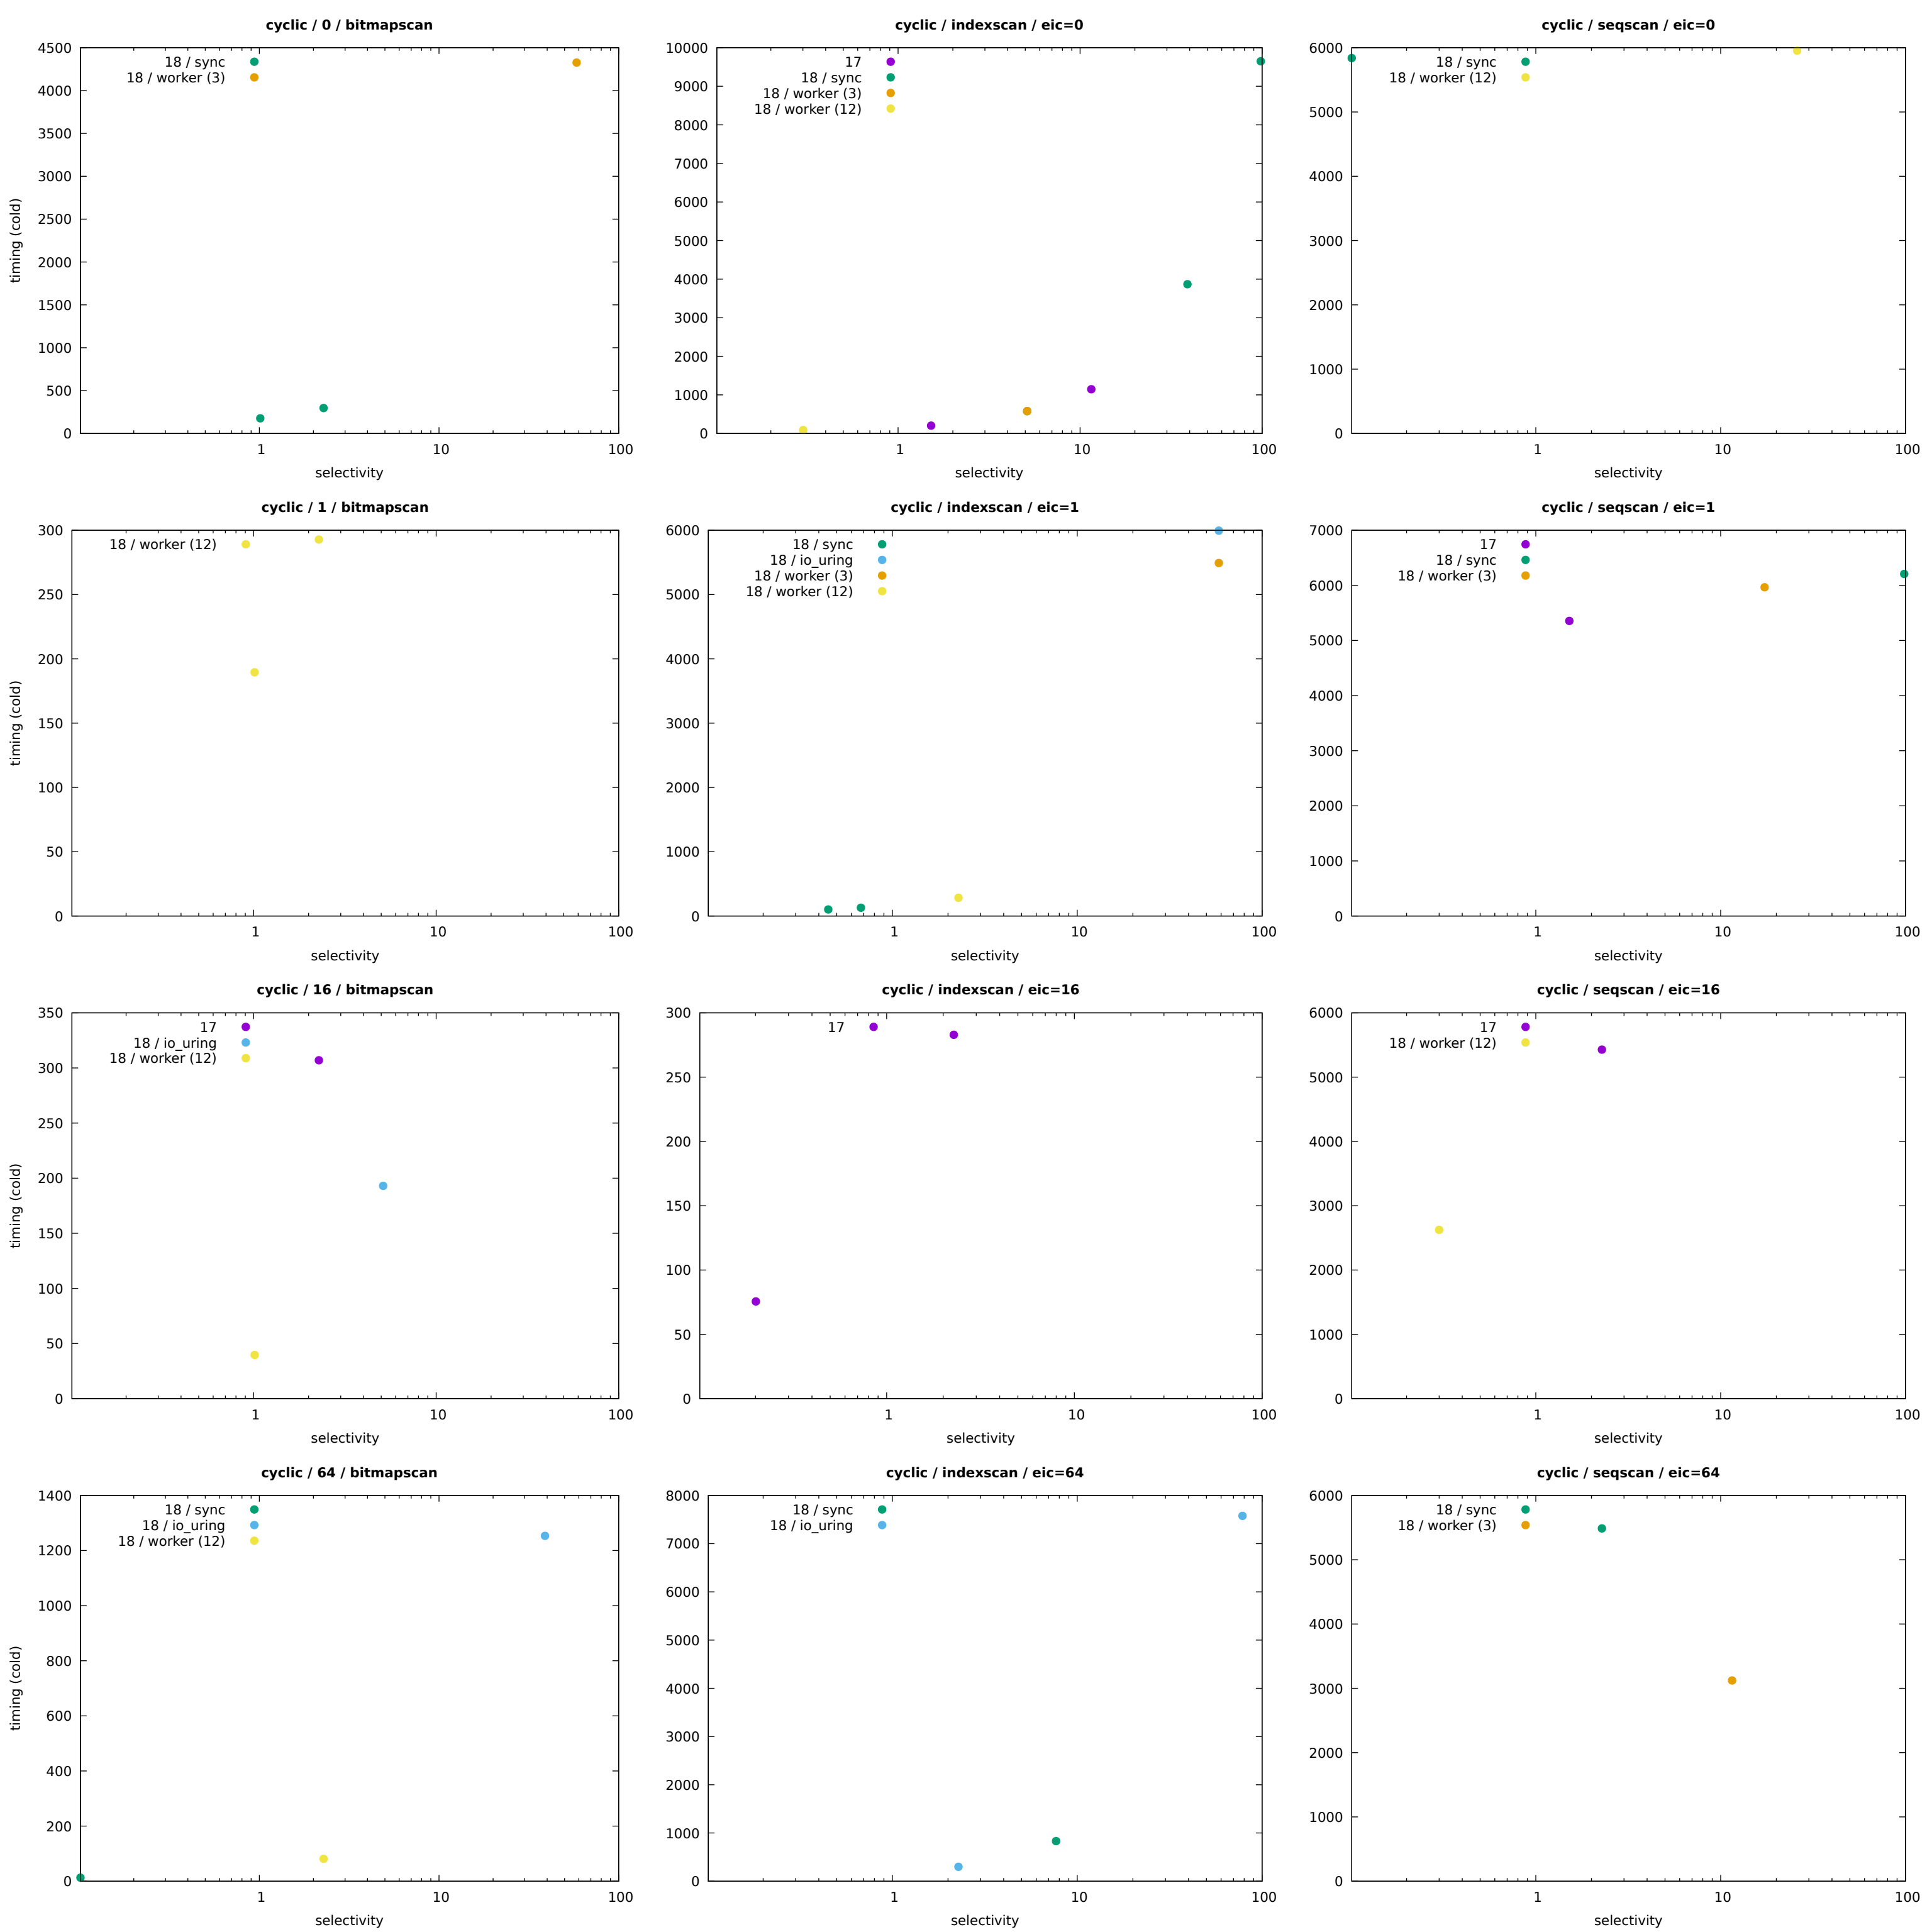 cyclic / 0 / bitmapscan
4500
4000
3500
3000
2500
2000
1500
1000
500
0
timing (cold)
18 / sync
18 / worker (3)
1 10 100
selectivity
cyclic / indexscan / eic=0
10000
9000
8000
7000
6000
5000
4000
3000
2000
1000
0
17
18 / sync
18 / worker (3)
18 / worker (12)
1 10 100
selectivity
cyclic / seqscan / eic=0
6000
5000
4000
3000
2000
1000
0
18 / sync
18 / worker (12)
1 10 100
selectivity
cyclic / 1 / bitmapscan
300
250
200
150
100
50
0
timing (cold)
18 / worker (12)
1 10 100
selectivity
cyclic / indexscan / eic=1
6000
5000
4000
3000
2000
1000
0
18 / sync
18 / io_uring
18 / worker (3)
18 / worker (12)
1 10 100
selectivity
cyclic / seqscan / eic=1
7000
6000
5000
4000
3000
2000
1000
0
17
18 / sync
18 / worker (3)
1 10 100
selectivity
cyclic / 16 / bitmapscan
350
300
250
200
150
100
50
0
timing (cold)
17
18 / io_uring
18 / worker (12)
1 10 100
selectivity
cyclic / indexscan / eic=16
300
250
200
150
100
50
0
17
1 10 100
selectivity
cyclic / seqscan / eic=16
6000
5000
4000
3000
2000
1000
0
17
18 / worker (12)
1 10 100
selectivity
cyclic / 64 / bitmapscan
1400
1200
1000
800
600
400
200
0
timing (cold)
18 / sync
18 / io_uring
18 / worker (12)
1 10 100
selectivity
cyclic / indexscan / eic=64
8000
7000
6000
5000
4000
3000
2000
1000
0
18 / sync
18 / io_uring
1 10 100
selectivity
cyclic / seqscan / eic=64
6000
5000
4000
3000
2000
1000
0
18 / sync
18 / worker (3)
1 10 100
selectivity